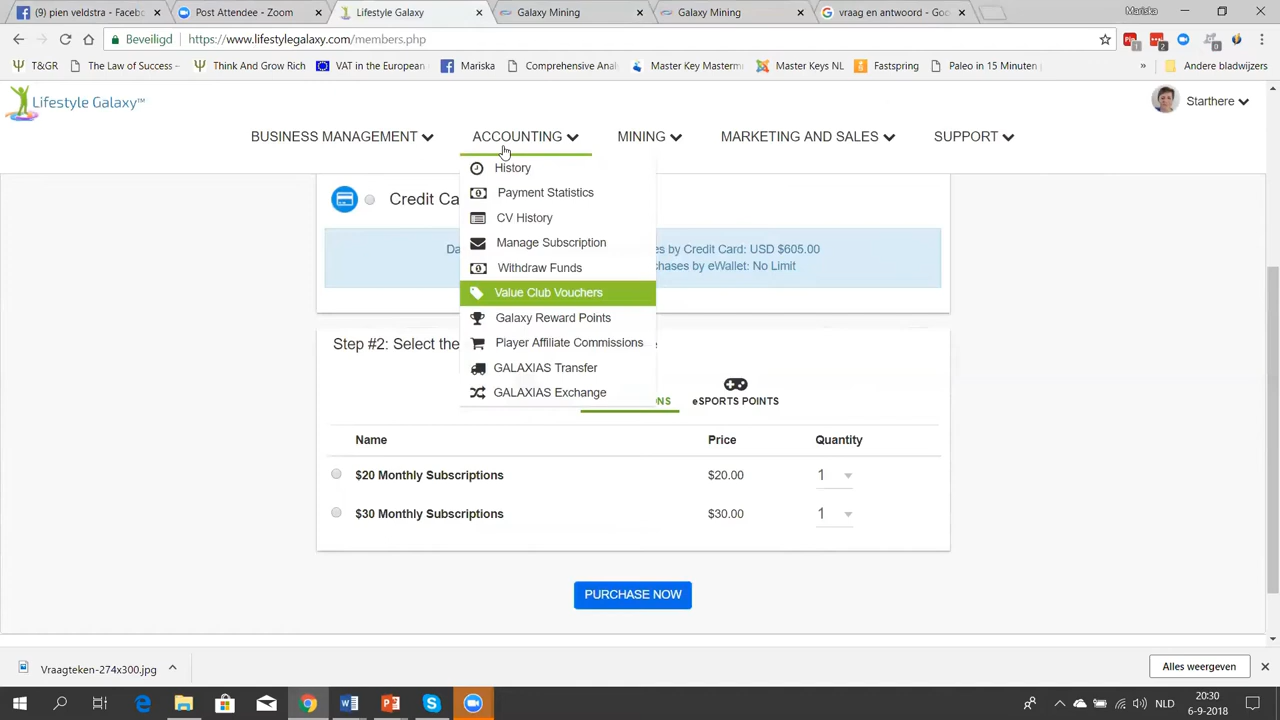 (9) pien veldstra - Faceb
Post Attendee - Zoom
Lifestyle Galaxy
Galaxy Mining
Galaxy Mining
vraag en antwoord - Goo
Mariska
Beveiligd
https://www.lifestylegalaxy.com/members.php
1
2
0
T&GR
The Law of Success -
Think And Grow Rich
VAT in the European
Mariska
Comprehensive Anal
Master Key Masterm
Master Keys NL
Fastspring
Paleo in 15 Minuten
»
Andere bladwijzers
Lifestyle Galaxy™
Starthere
BUSINESS MANAGEMENT
ACCOUNTING
MINING
MARKETING AND SALES
SUPPORT
History
Payment Statistics
CV History
Manage Subscription
Withdraw Funds
Value Club Vouchers
Galaxy Reward Points
Player Affiliate Commissions
GALAXIAS Transfer
GALAXIAS Exchange
Credit Ca
Da
es by Credit Card: USD $605.00
chases by eWallet: No Limit
Step #2: Select the
e
ONS
eSPORTS POINTS
Name Price Quantity
$20 Monthly Subscriptions $20.00 1
$30 Monthly Subscriptions $30.00 1
PURCHASE NOW
Vraagteken-274x300.jpg
Alles weergeven
NLD
20:30
6-9-2018